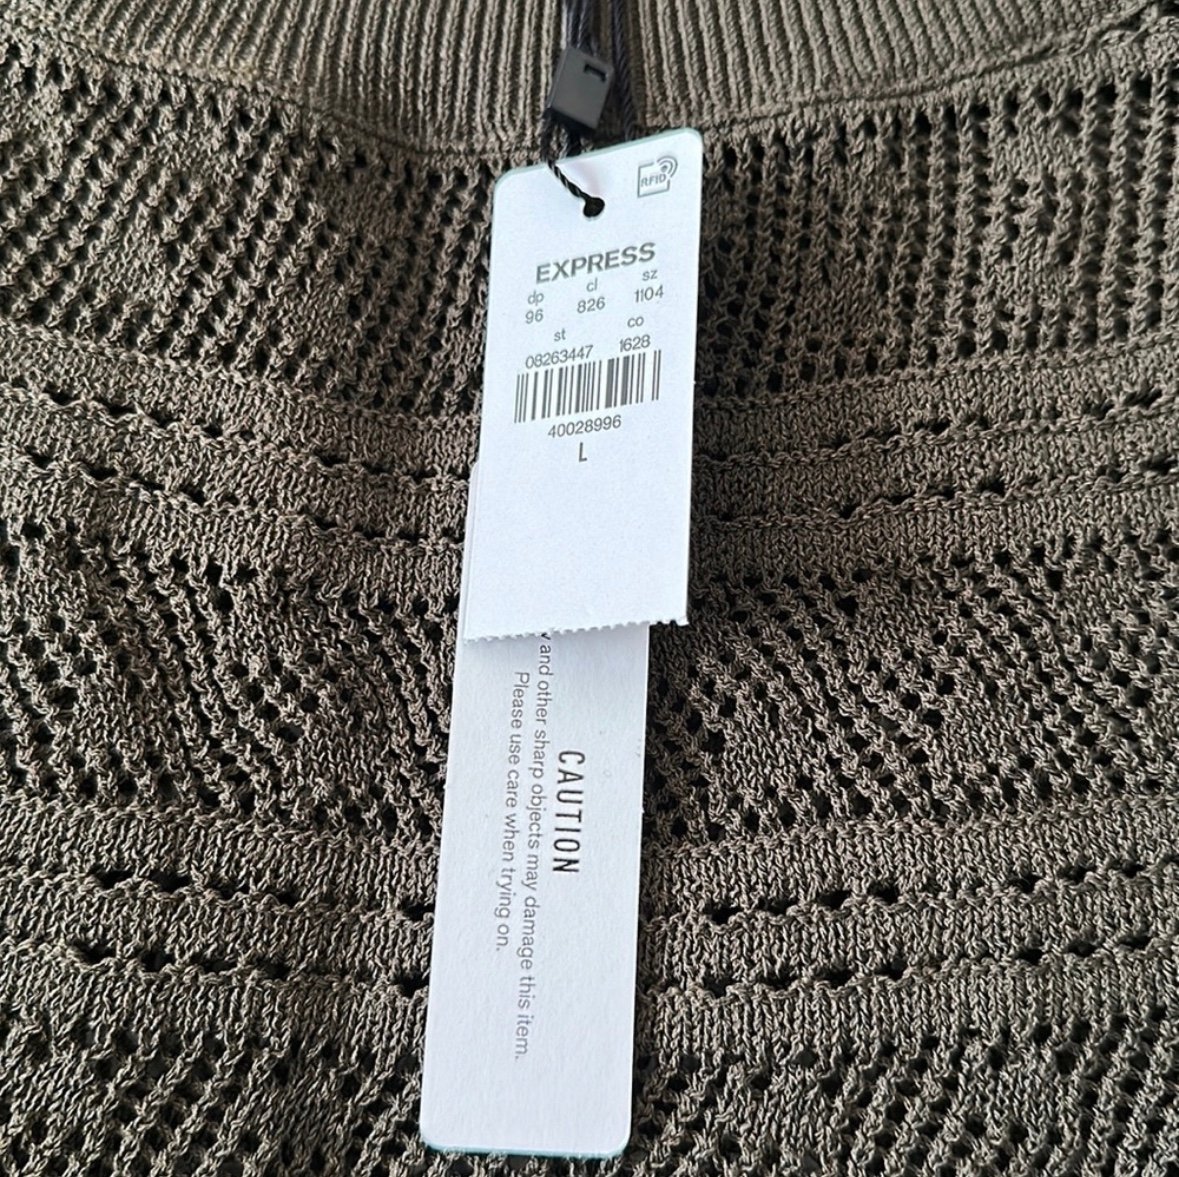 RFID
EXPRESS
dp cl sz
96 826 1104
st co
08263447 1628
40028996
L
CAUTION
and other sharp objects may damage this item.
Please use care when trying on.